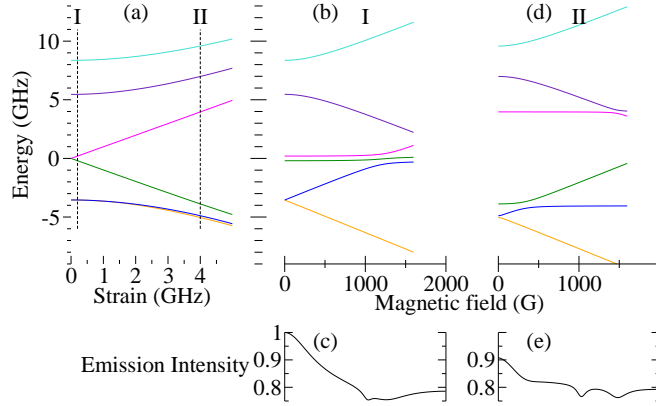 I (a) II (b) I (d) II
10
5
0
-5
Energy (GHz)
0 1 2 3 4 5 0 1000 2000 0 1000
Strain (GHz) Magnetic field (G)
1 (c) (e)
0.9 0.9
0.8 0.8
Emission Intensity